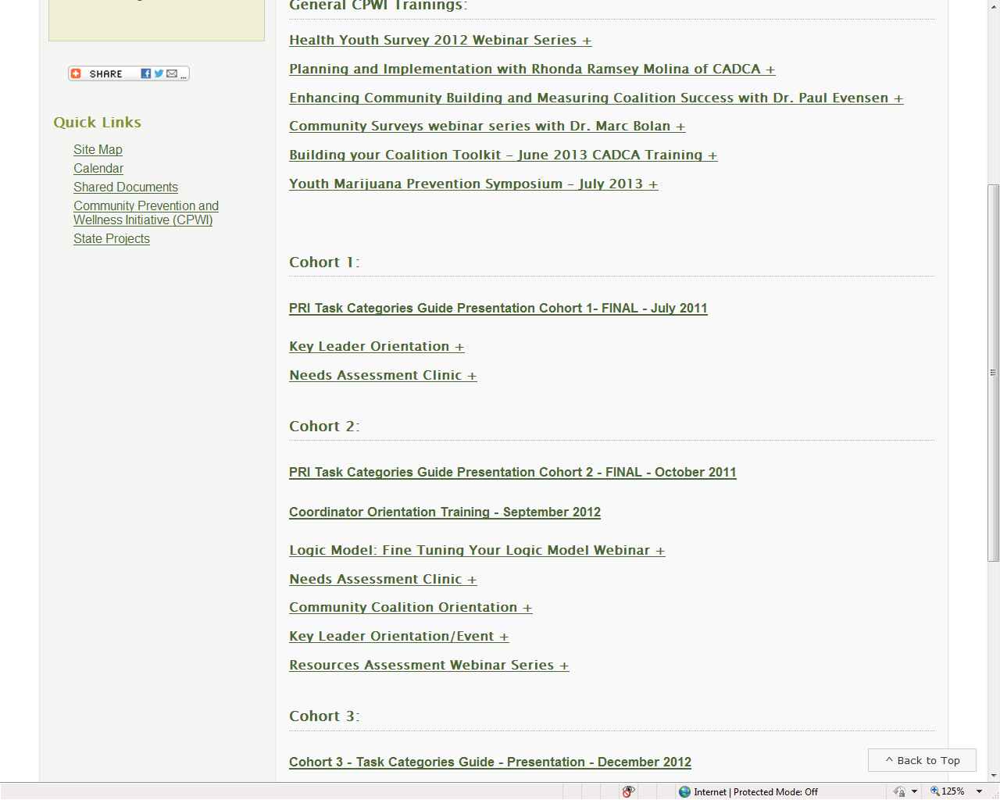 General CPWI Trainings:
Health Youth Survey 2012 Webinar Series +
Planning and Implementation with Rhonda Ramsey Molina of CADCA +
Enhancing Community Building and Measuring Coalition Success with Dr. Paul Evensen +
Community Surveys webinar series with Dr. Marc Bolan +
Building your Coalition Toolkit – June 2013 CADCA Training +
Youth Marijuana Prevention Symposium – July 2013 +
SHARE ...
Quick Links
Site Map
Calendar
Shared Documents
Community Prevention and
Wellness Initiative (CPWI)
State Projects
Cohort 1:
PRI Task Categories Guide Presentation Cohort 1- FINAL - July 2011
Key Leader Orientation +
Needs Assessment Clinic +
Cohort 2:
PRI Task Categories Guide Presentation Cohort 2 - FINAL - October 2011
Coordinator Orientation Training - September 2012
Logic Model: Fine Tuning Your Logic Model Webinar +
Needs Assessment Clinic +
Community Coalition Orientation +
Key Leader Orientation/Event +
Resources Assessment Webinar Series +
Cohort 3:
Cohort 3 - Task Categories Guide - Presentation - December 2012
^ Back to Top
Internet | Protected Mode: Off
125%